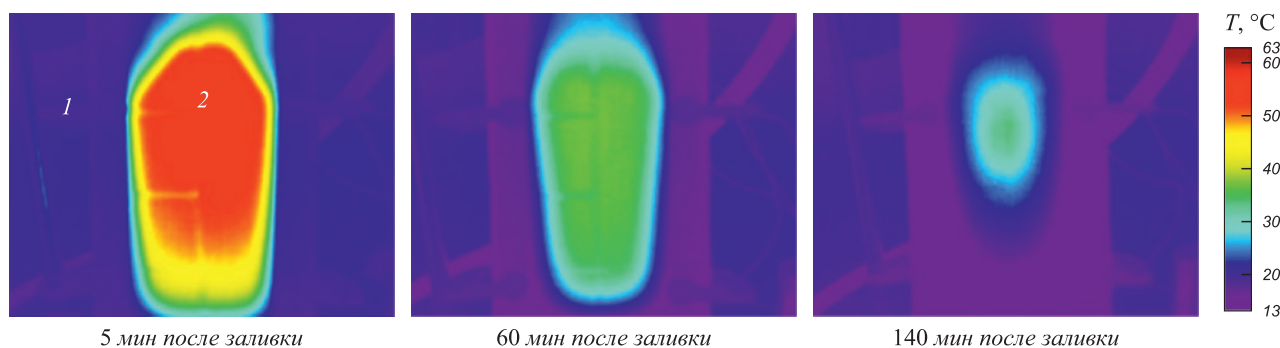 T, °C
63
60
50
40
30
20
13
1
2
5 мин после заливки
60 мин после заливки
140 мин после заливки